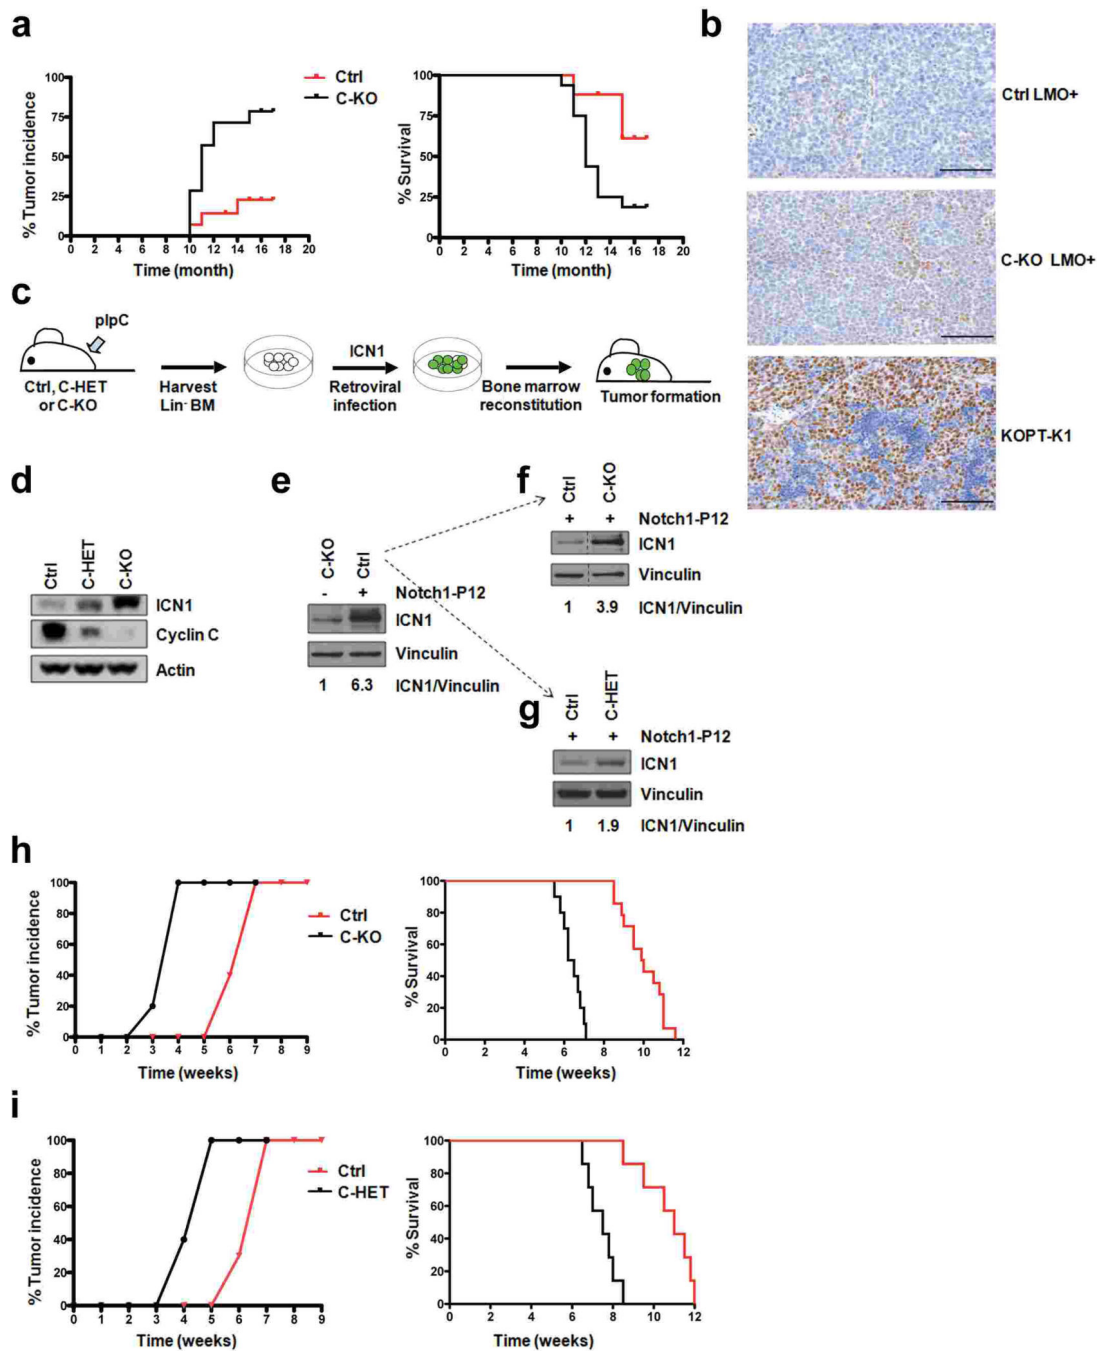 a
b
% Tumor incidence
100
75
50
25
0
0 2 4 6 8 10 12 14 16 18 20
Time (month)
Ctrl
C-KO
% Survival
100
75
50
25
0
0 2 4 6 8 10 12 14 16 18 20
Time (month)
Ctrl LMO+
C-KO LMO+
KOPT-K1
c
pIpC
Ctrl, C-HET
or C-KO
Harvest
Lin- BM
ICN1
Retroviral
infection
Bone marrow
reconstitution
Tumor formation
d
Ctrl
C-HET
C-KO
ICN1
Cyclin C
Actin
e
C-KO
Ctrl
- + Notch1-P12
ICN1
Vinculin
1 6.3 ICN1/Vinculin
f
Ctrl
C-KO
+ + Notch1-P12
ICN1
Vinculin
1 3.9 ICN1/Vinculin
g
Ctrl
C-HET
+ + Notch1-P12
ICN1
Vinculin
1 1.9 ICN1/Vinculin
h
% Tumor incidence
100
80
60
40
20
0
0 1 2 3 4 5 6 7 8 9
Time (weeks)
Ctrl
C-KO
% Survival
100
80
60
40
20
0
0 2 4 6 8 10 12
Time (weeks)
i
% Tumor incidence
100
80
60
40
20
0
0 1 2 3 4 5 6 7 8 9
Time (weeks)
Ctrl
C-HET
% Survival
100
80
60
40
20
0
0 2 4 6 8 10 12
Time (weeks)